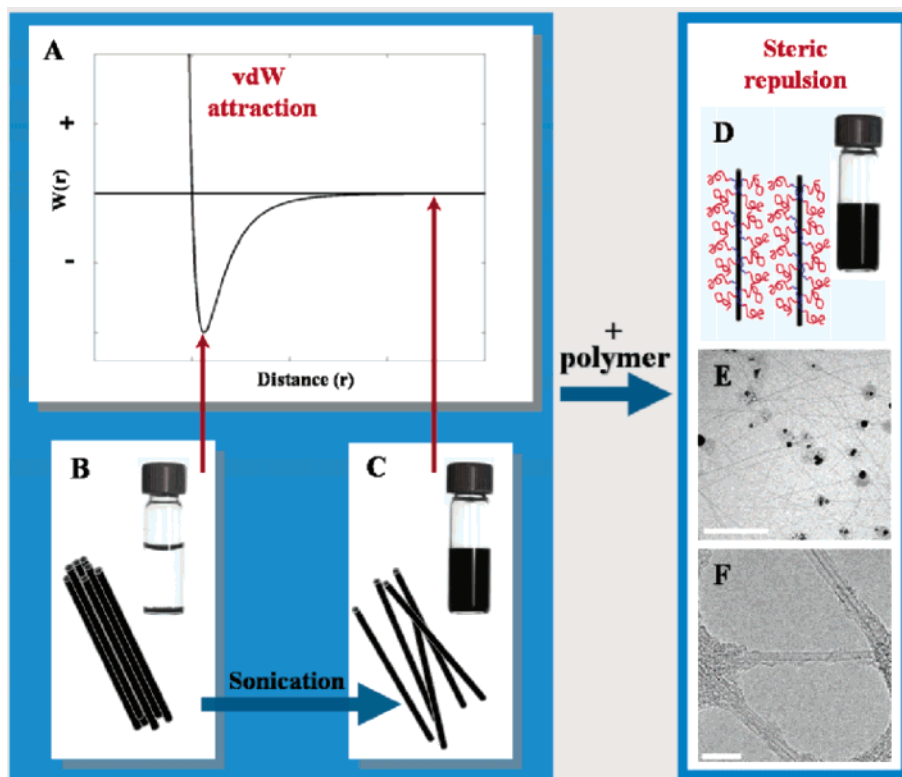 A
vdW
attraction
+
W(r)
-
Distance (r)
B
C
Sonication
+
polymer
Steric
repulsion
D
E
F